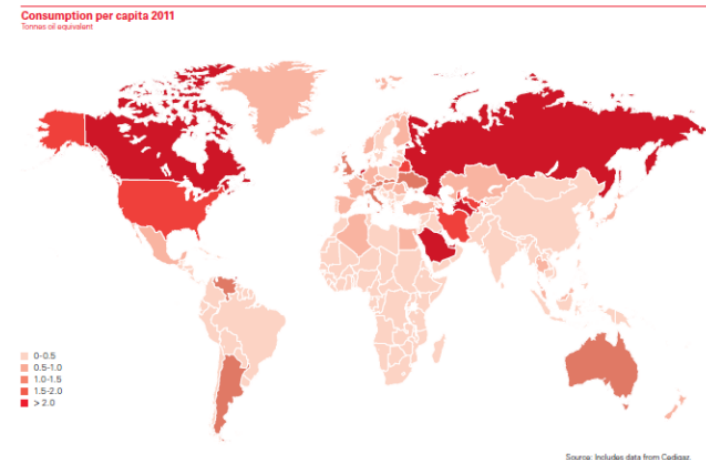 Consumption per capita 2011
Tonnes oil equivalent
0-0.5
0.5-1.0
1.0-1.5
1.5-2.0
> 2.0
Source: Includes data from Cedigaz.